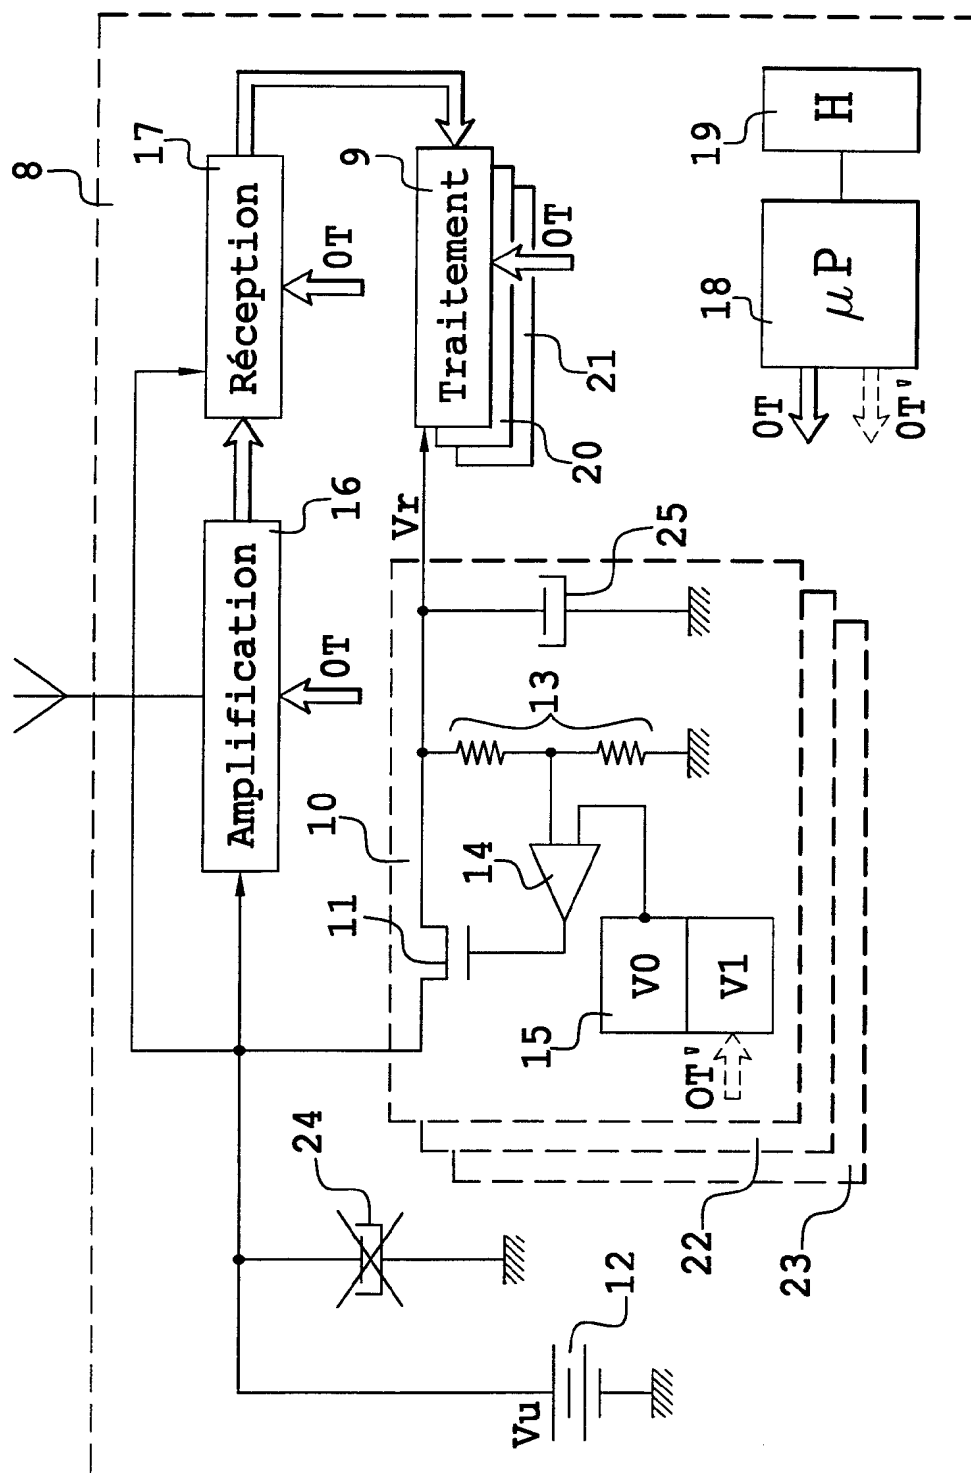 8
17
Réception
OT
9
Traitement
OT
20
21
19
H
18
µP
OT
OT'
16
Amplification
OT
Vr
25
13
10
11
14
15
V0
V1
OT'
22
23
24
12
Vu